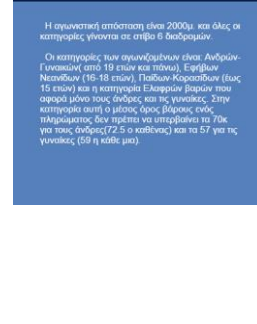 Η αγωνιστική απόσταση είναι 2000μ. και όλες οι
κατηγορίες γίνονται σε στίβο 6 διαδρομών.
Οι κατηγορίες των αγωνιζομένων είναι: Ανδρών-
Γυναικών( από 19 ετών και πάνω), Εφήβων
Νεανίδων (16-18 ετών), Παίδων-Κορασίδων (έως
15 ετών) και η κατηγορία Ελαφρών βαρών που
αφορά μόνο τους άνδρες και τις γυναίκες. Στην
κατηγορία αυτή ο μέσος όρος βάρους ενός
πληρώματος δεν πρέπει να υπερβαίνει τα 70κ
για τους άνδρες(72.5 ο καθένας) και τα 57 για τις
γυναίκες (59 η κάθε μια).